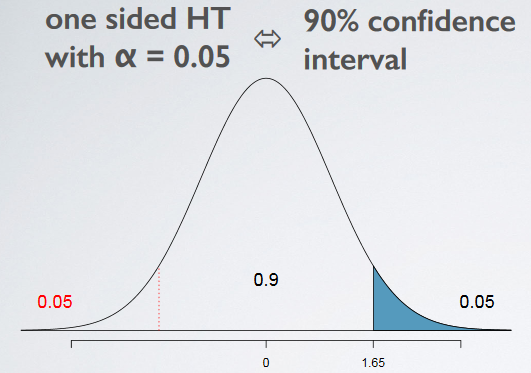 one sided HT
with α = 0.05
⇔
90% confidence
interval
0.05
0.9
0.05
0
1.65